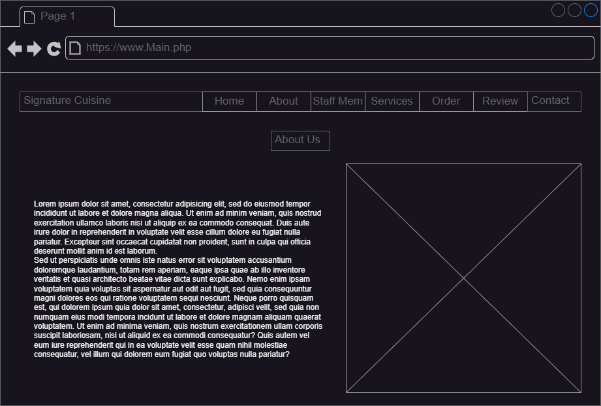 Page 1
https://www.Main.php
Signature Cuisine Home About Staff Mem Services Order Review Contact
About Us
Lorem ipsum dolor sit amet, consectetur adipisicing elit, sed do eiusmod tempor
incididunt ut labore et dolore magna aliqua. Ut enim ad minim veniam, quis nostrud
exercitation ullamco laboris nisi ut aliquip ex ea commodo consequat. Duis aute
irure dolor in reprehenderit in voluptate velit esse cillum dolore eu fugiat nulla
pariatur. Excepteur sint occaecat cupidatat non proident, sunt in culpa qui officia
deserunt mollit anim id est laborum.
Sed ut perspiciatis unde omnis iste natus error sit voluptatem accusantium
doloremque laudantium, totam rem aperiam, eaque ipsa quae ab illo inventore
veritatis et quasi architecto beatae vitae dicta sunt explicabo. Nemo enim ipsam
voluptatem quia voluptas sit aspernatur aut odit aut fugit, sed quia consequuntur
magni dolores eos qui ratione voluptatem sequi nesciunt. Neque porro quisquam
est, qui dolorem ipsum quia dolor sit amet, consectetur, adipisci velit, sed quia non
numquam eius modi tempora incidunt ut labore et dolore magnam aliquam quaerat
voluptatem. Ut enim ad minima veniam, quis nostrum exercitationem ullam corporis
suscipit laboriosam, nisi ut aliquid ex ea commodi consequatur? Quis autem vel
eum iure reprehenderit qui in ea voluptate velit esse quam nihil molestiae
consequatur, vel illum qui dolorem eum fugiat quo voluptas nulla pariatur?